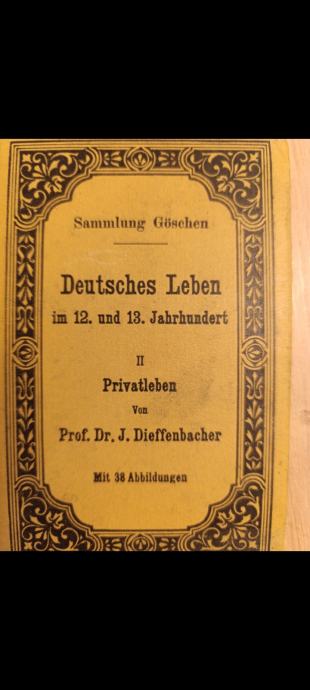 Sammlung Göschen
Deutsches Leben
im 12. und 13. Jahrhundert
II
Privatleben
Von
Prof. Dr. J. Dieffenbacher
Mit 38 Abbildungen